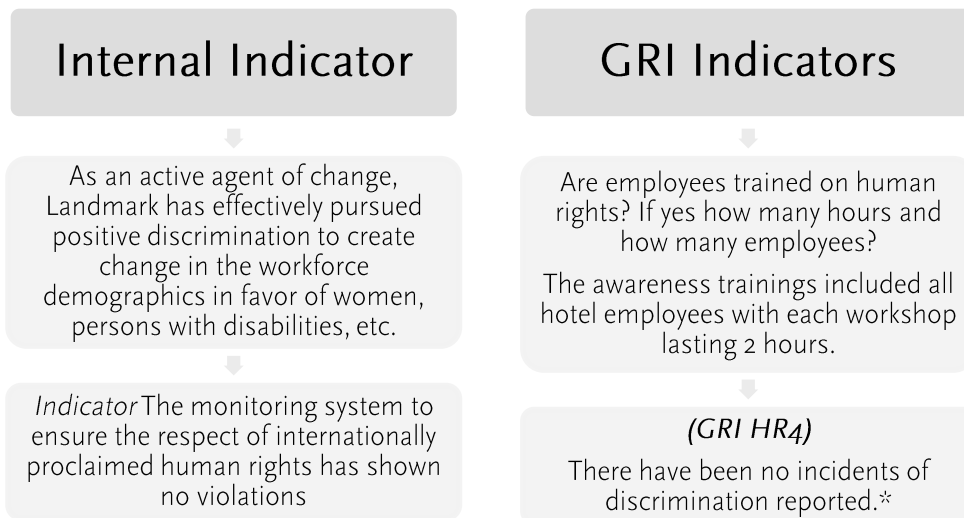 Internal Indicator
As an active agent of change,
Landmark has effectively pursued
positive discrimination to create
change in the workforce
demographics in favor of women,
persons with disabilities, etc.
Indicator The monitoring system to
ensure the respect of internationally
proclaimed human rights has shown
no violations
GRI Indicators
Are employees trained on human
rights? If yes how many hours and
how many employees?
The awareness trainings included all
hotel employees with each workshop
lasting 2 hours.
(GRI HR4)
There have been no incidents of
discrimination reported.*